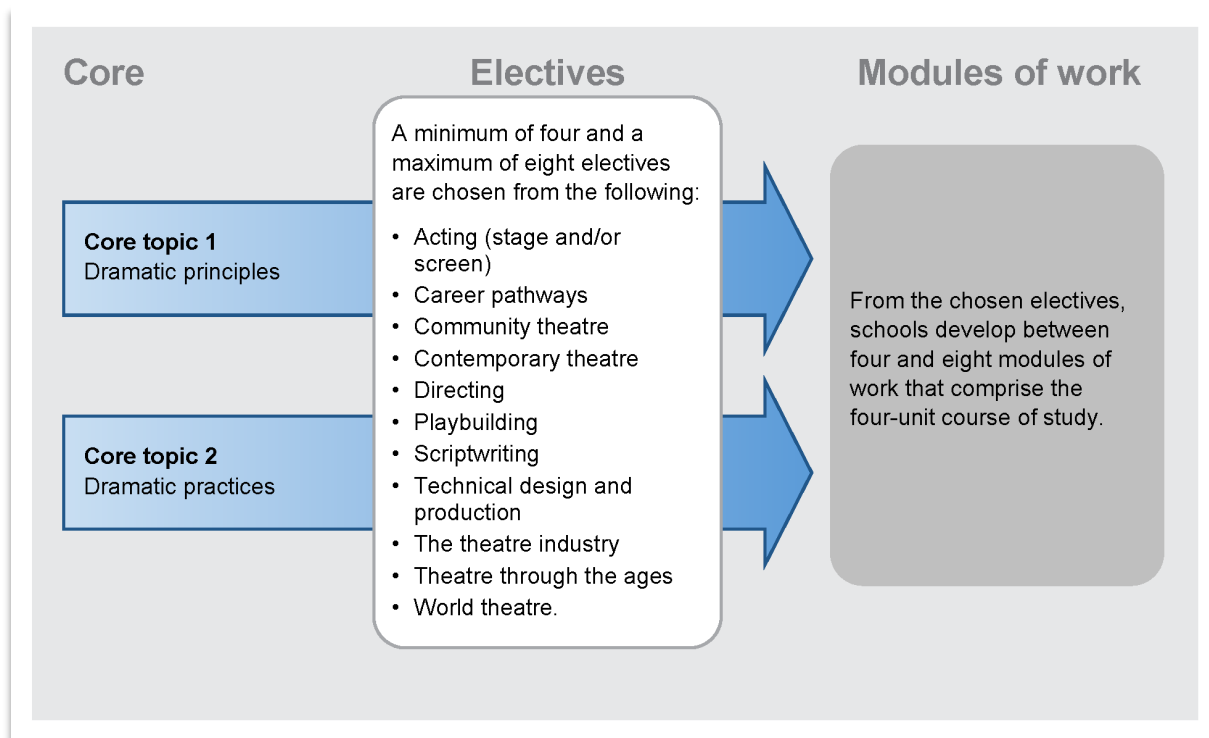 Core
Electives
Modules of work
Core topic 1
Dramatic principles
Core topic 2
Dramatic practices
A minimum of four and a
maximum of eight electives
are chosen from the following:
• Acting (stage and/or
screen)
• Career pathways
• Community theatre
• Contemporary theatre
• Directing
• Playbuilding
• Scriptwriting
• Technical design and
production
• The theatre industry
• Theatre through the ages
• World theatre.
From the chosen electives,
schools develop between
four and eight modules of
work that comprise the
four-unit course of study.